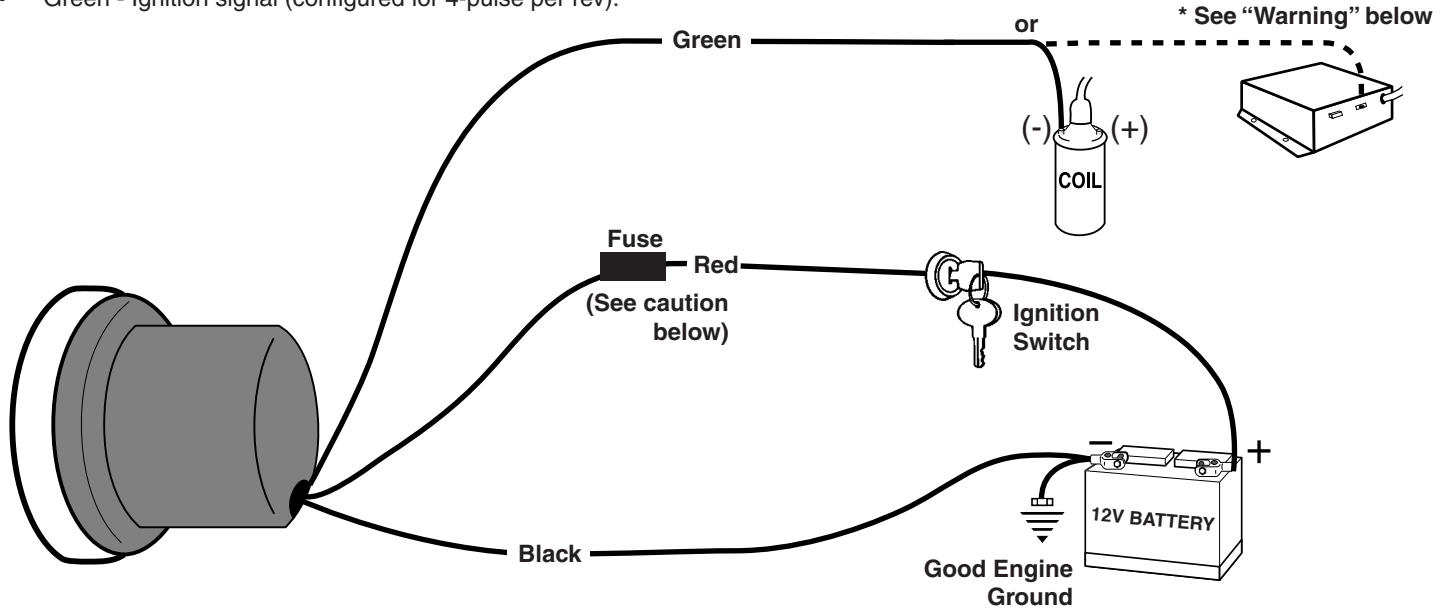 Green - Ignition signal (configured for 4-pulse per rev).
* See “Warning” below
or
Green
(-)
(+)
COIL
Fuse
Red
(See caution
below)
Ignition
Switch
–
+
12V BATTERY
Black
Good Engine
Ground